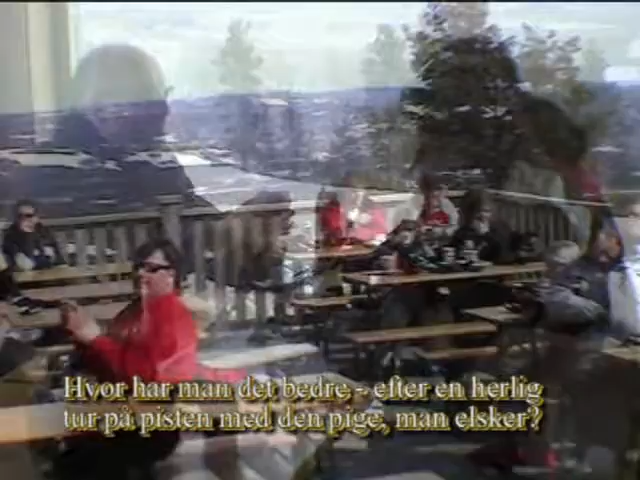 Hvor har man det bedre - efter en herlig
tur på pisten med den pige, man elsker?